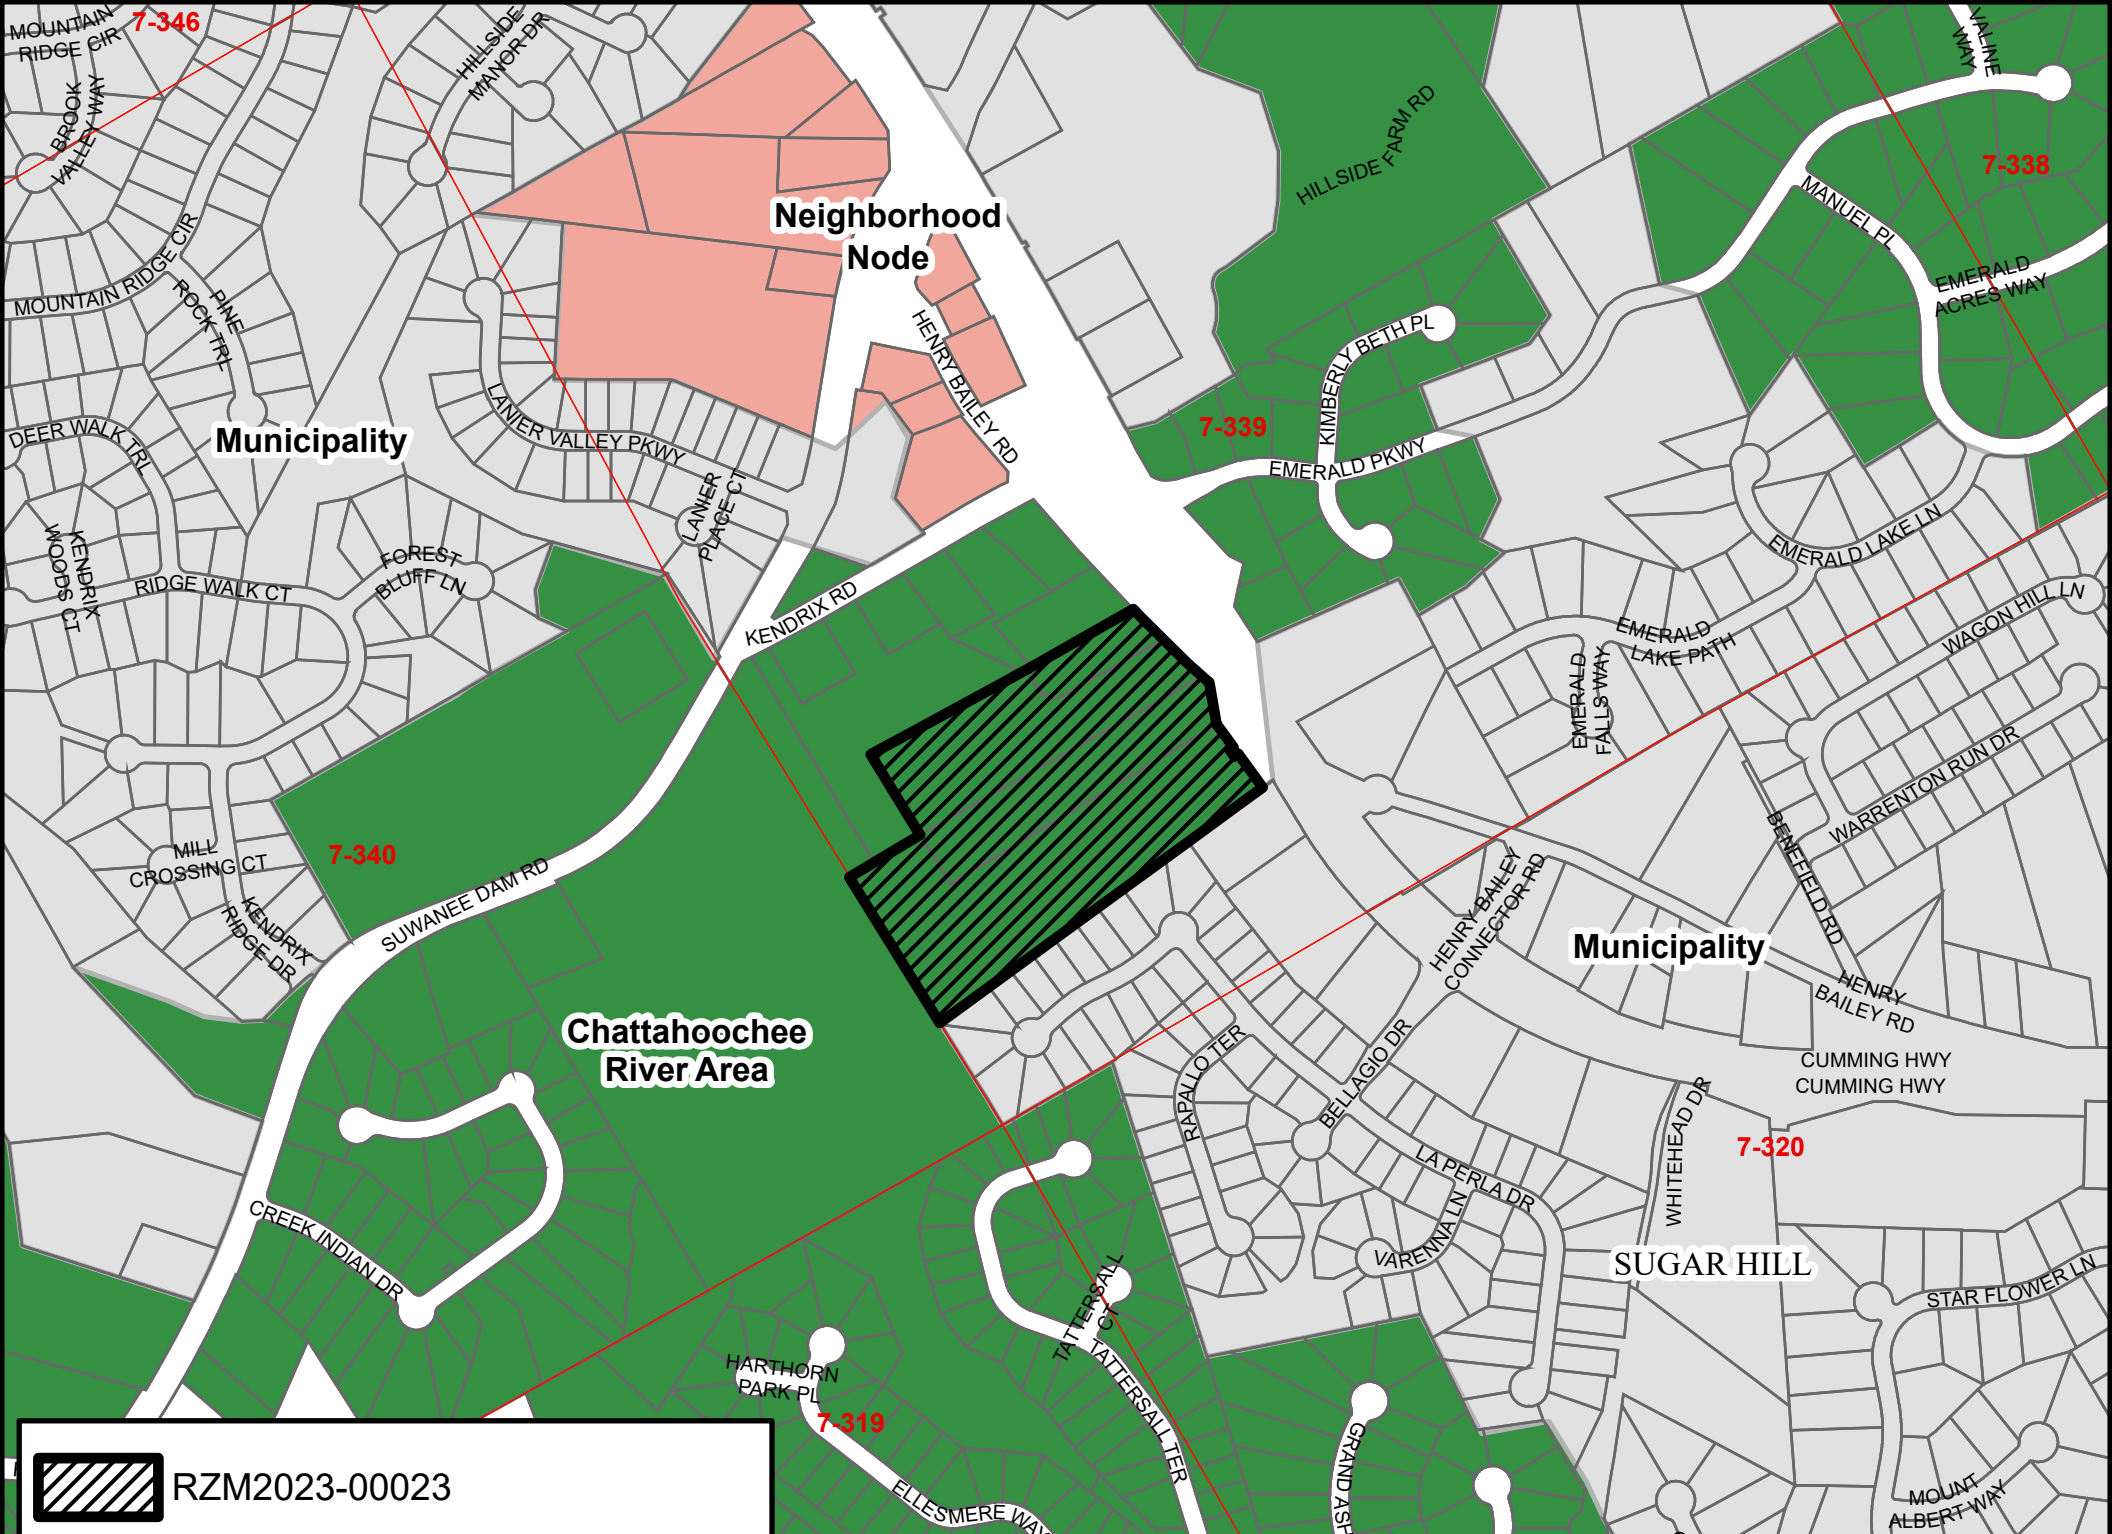 MOUNTAIN
RIDGE CIR
7-346
HILLSIDE
MANOR DR
VALINE
WAY
BROOK
VALLEY WAY
HILLSIDE FARM RD
7-338
MANUEL PL
Neighborhood
Node
EMERALD
ACRES WAY
MOUNTAIN RIDGE CIR
PINE
ROCK TRL
HENRY BAILEY RD
KIMBERLY BETH PL
7-339
DEER WALK TRL
Municipality
LANIER VALLEY PKWY
EMERALD PKWY
LANIER
PLACE CT
KENDRIX
WOODS CT
FOREST
BLUFF LN
RIDGE WALK CT
EMERALD LAKE LN
KENDRIX RD
WAGON HILL LN
EMERALD
LAKE PATH
EMERALD
FALLS WAY
WARRENTON RUN DR
BENEFIELD RD
MILL
CROSSING CT
7-340
SUWANEE DAM RD
KENDRIX
RIDGE DR
HENRY BAILEY
CONNECTOR RD
Municipality
HENRY
BAILEY RD
Chattahoochee
River Area
CUMMING HWY
CUMMING HWY
RAPALLO TER
BELLAGIO DR
WHITEHEAD DR
7-320
LA PERLA DR
VARENNA LN
CREEK INDIAN DR
SUGAR HILL
STAR FLOWER LN
TATTERSALL
CT
TATTERSALL TER
HARTHORN
PARK PL
7-319
GRAND ASH
ELLESMERE WAY
MOUNT
ALBERT WAY
RZM2023-00023